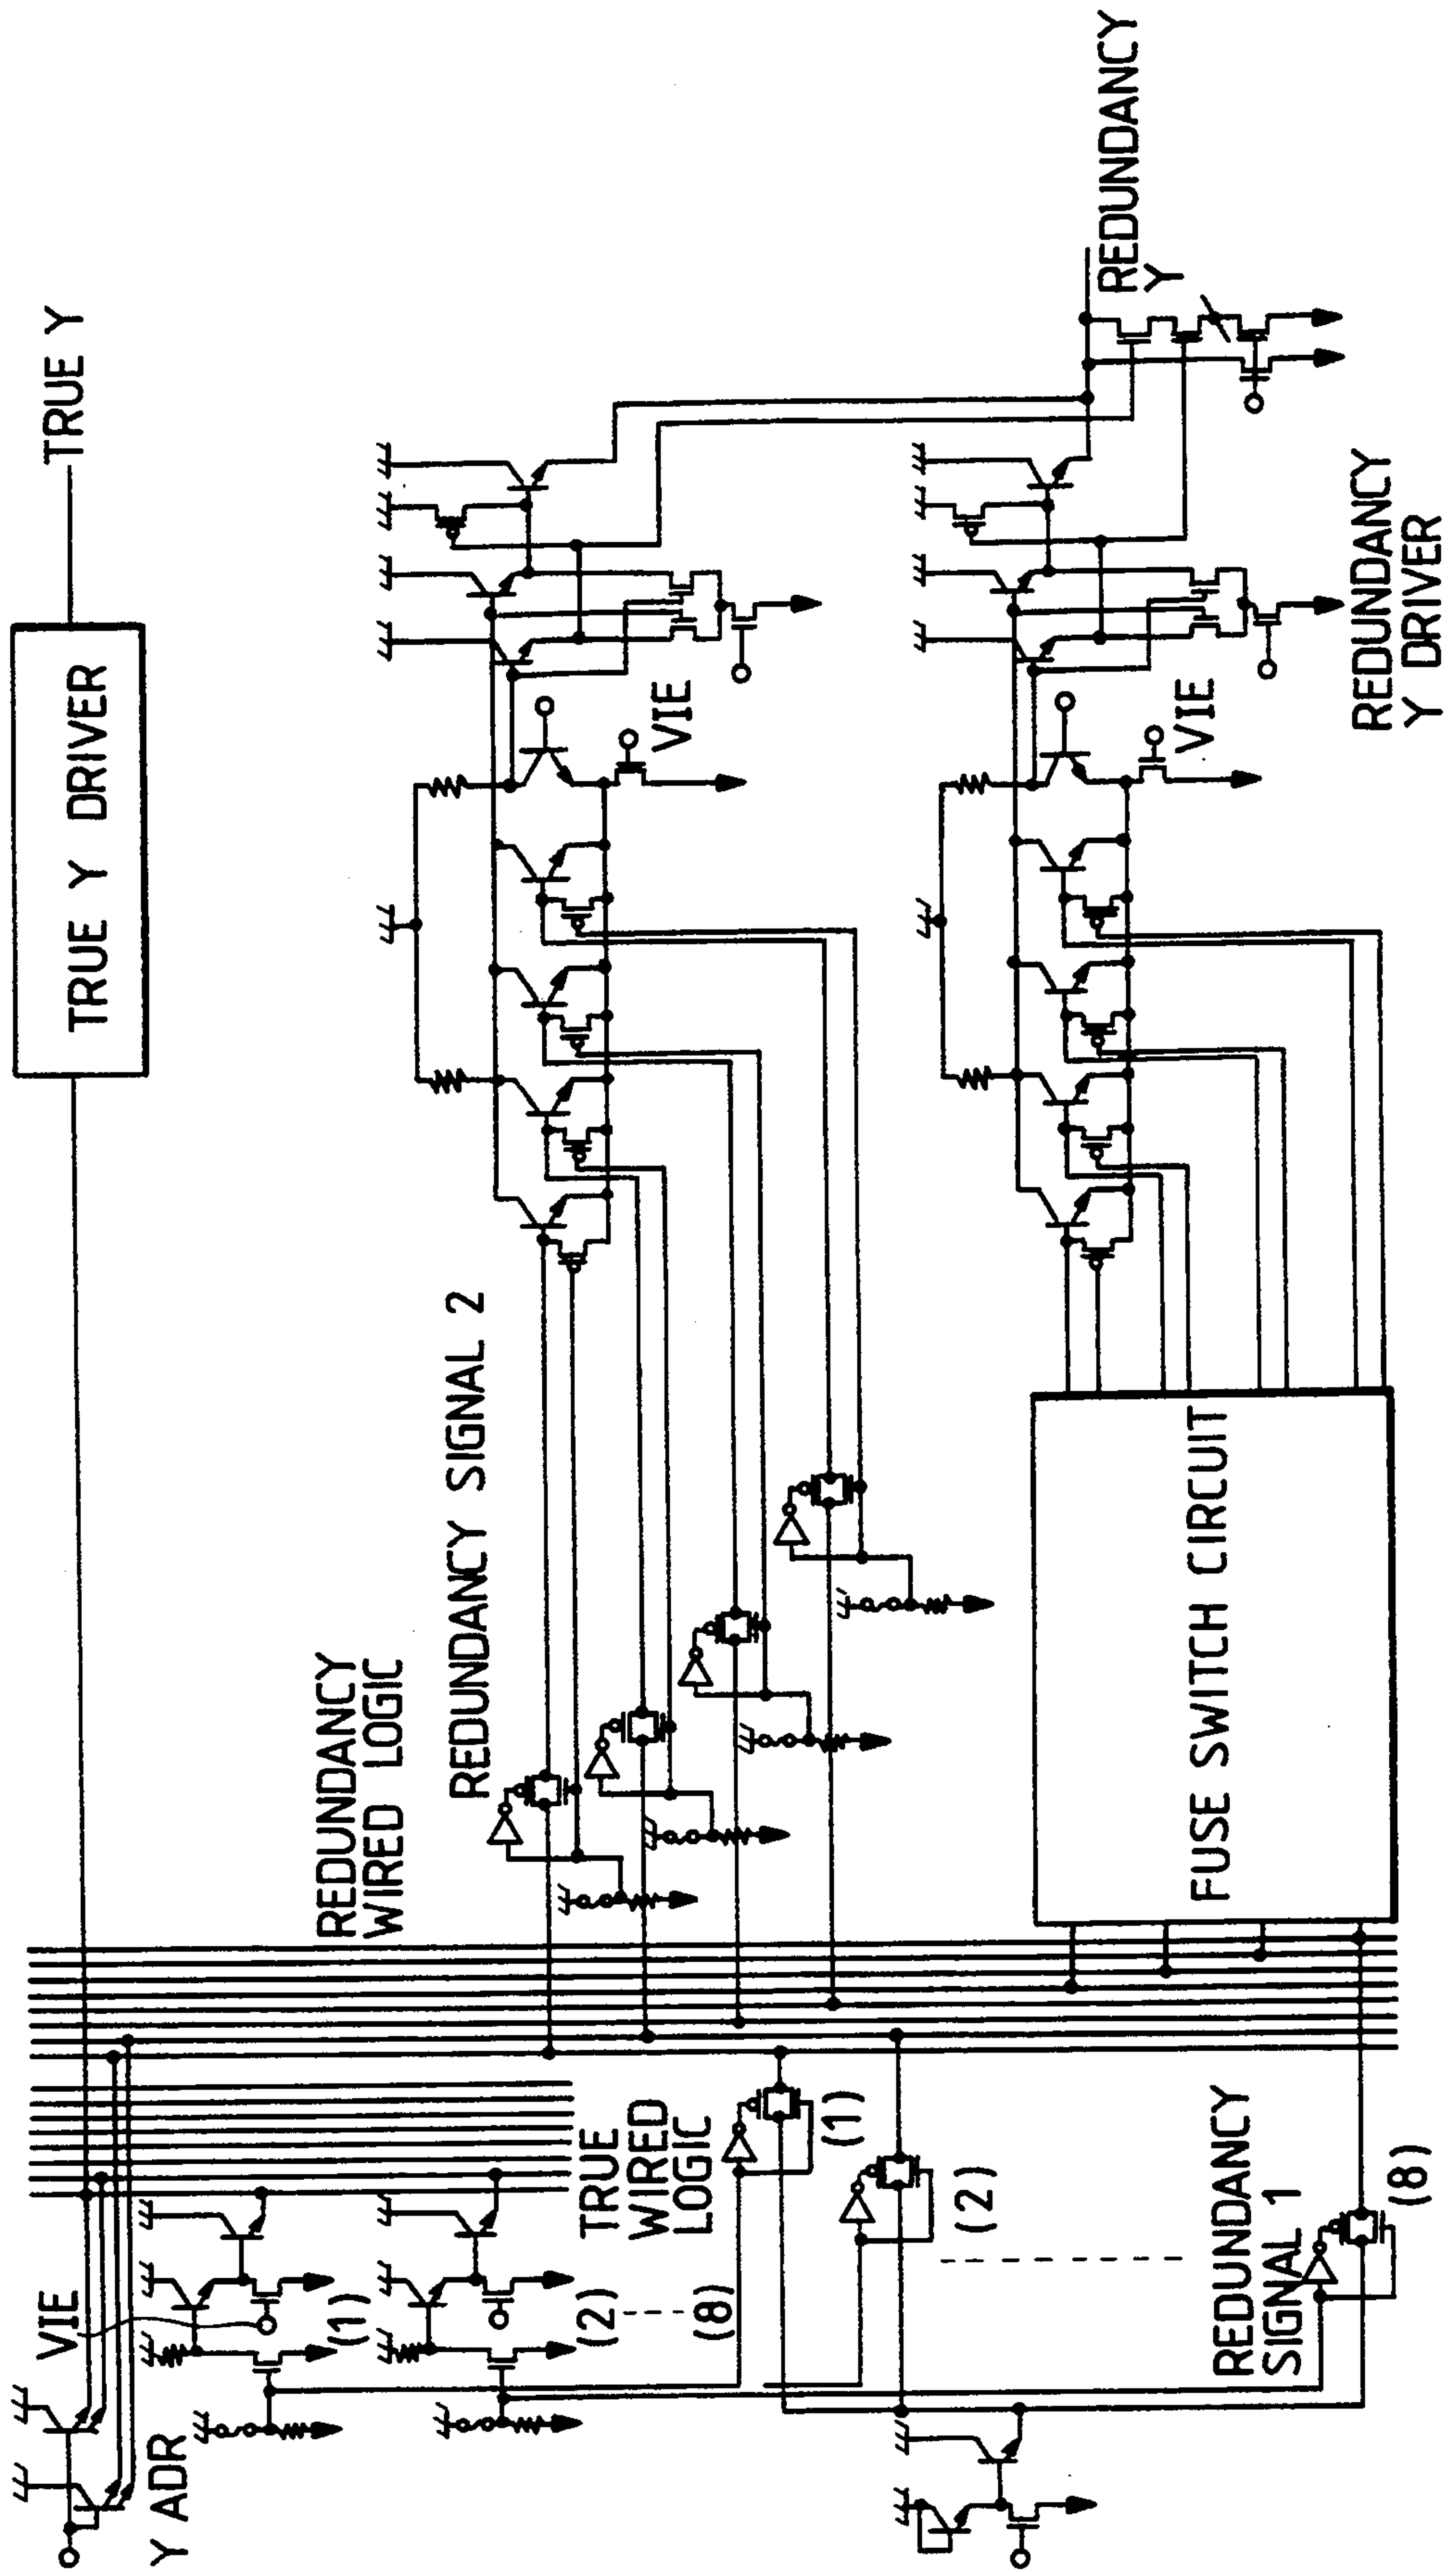 TRUE Y
TRUE Y DRIVER
REDUNDANCY
Y
REDUNDANCY
Y DRIVER
VIE
VIE
REDUNDANCY SIGNAL 2
REDUNDANCY
WIRED LOGIC
FUSE SWITCH CIRCUIT
TRUE
WIRED
LOGIC
(1)
(2)
REDUNDANCY
SIGNAL 1
(8)
VIE
(1)
(2)
(8)
Y ADR